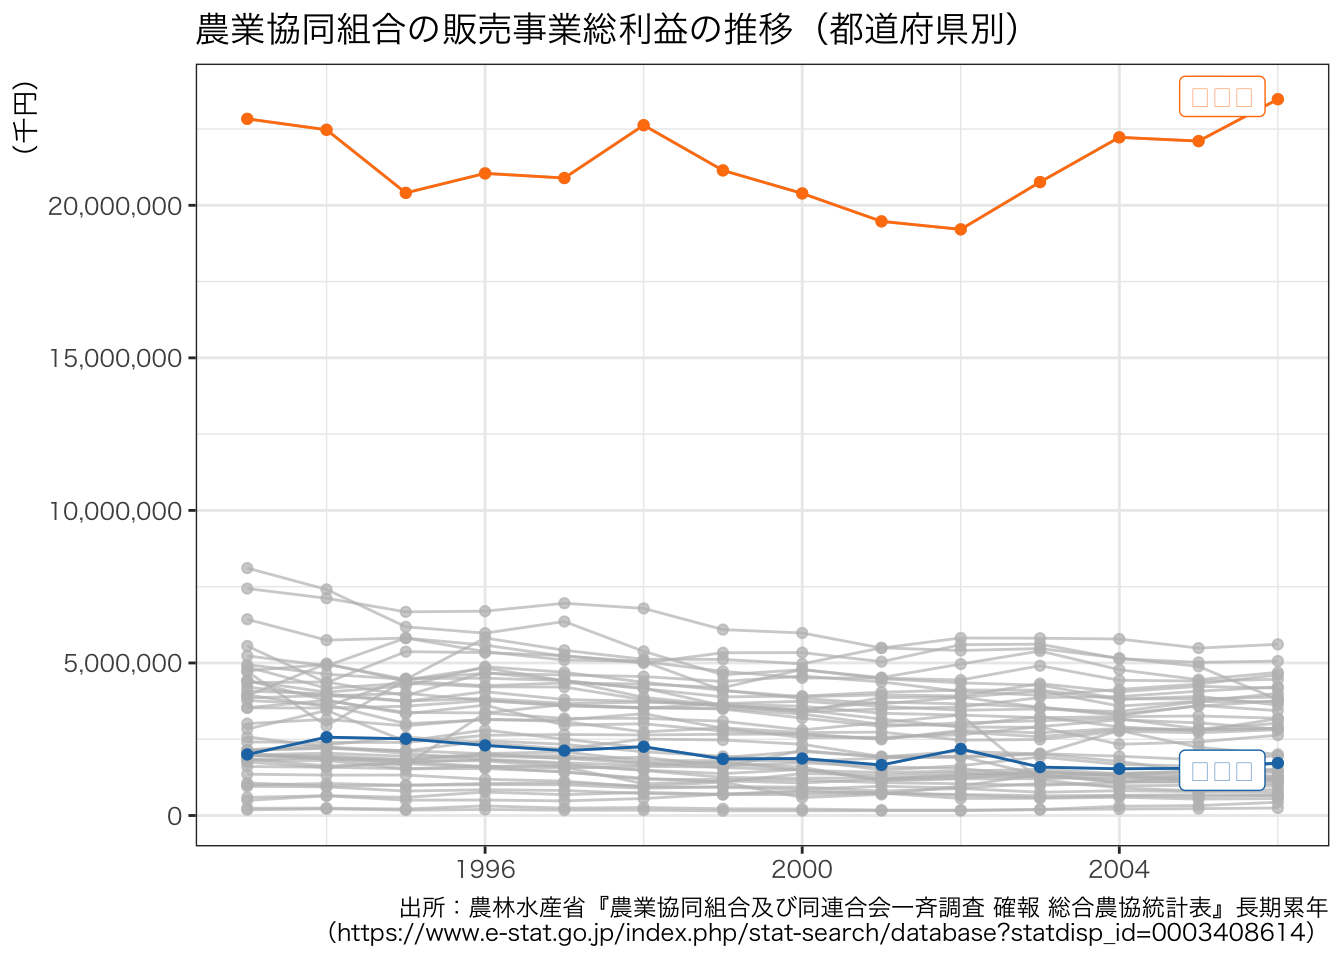 農業協同組合の販売事業総利益の推移（都道府県別）
（千円）
20,000,000
15,000,000
10,000,000
5,000,000
0
1996
2000
2004
出所：農林水産省『農業協同組合及び同連合会一斉調査 確報 総合農協統計表』長期累年
（https://www.e-stat.go.jp/index.php/stat-search/database?statdisp_id=0003408614）